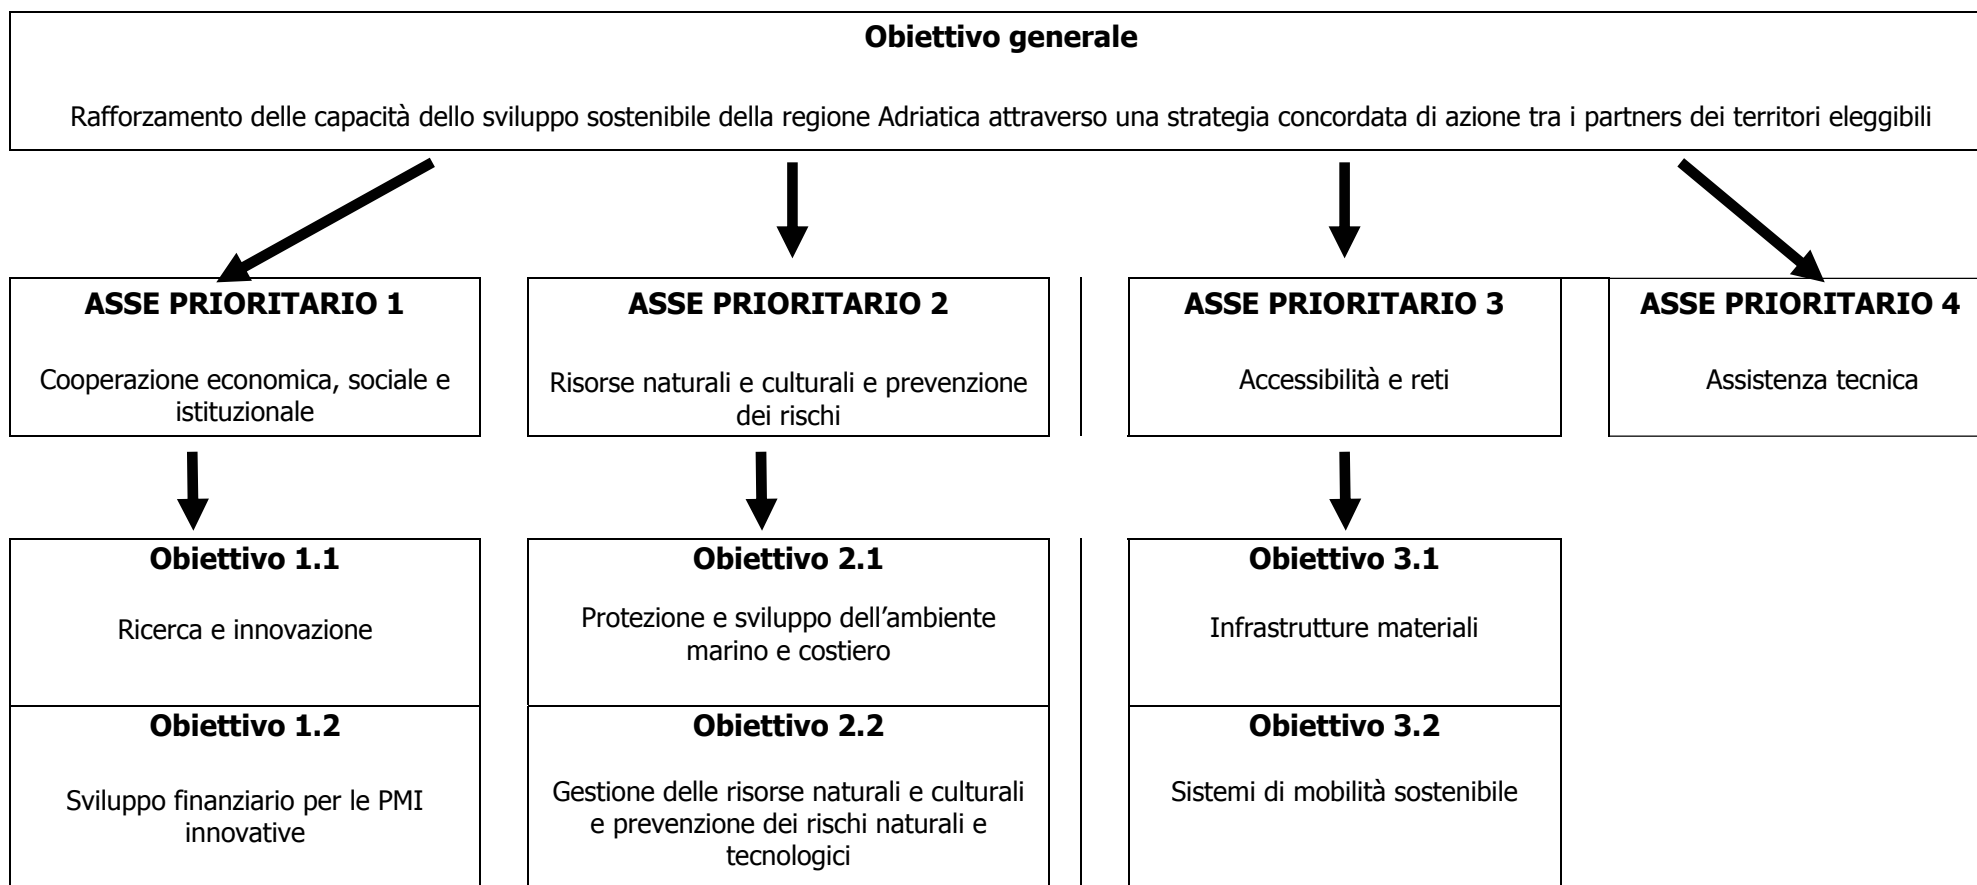 Obiettivo generale
Rafforzamento delle capacità dello sviluppo sostenibile della regione Adriatica attraverso una strategia concordata di azione tra i partners dei territori eleggibili
ASSE PRIORITARIO 1
Cooperazione economica, sociale e
istituzionale
ASSE PRIORITARIO 2
Risorse naturali e culturali e prevenzione
dei rischi
ASSE PRIORITARIO 3
Accessibilità e reti
ASSE PRIORITARIO 4
Assistenza tecnica
Obiettivo 1.1
Ricerca e innovazione
Obiettivo 2.1
Protezione e sviluppo dell’ambiente
marino e costiero
Obiettivo 3.1
Infrastrutture materiali
Obiettivo 1.2
Sviluppo finanziario per le PMI
innovative
Obiettivo 2.2
Gestione delle risorse naturali e culturali
e prevenzione dei rischi naturali e
tecnologici
Obiettivo 3.2
Sistemi di mobilità sostenibile